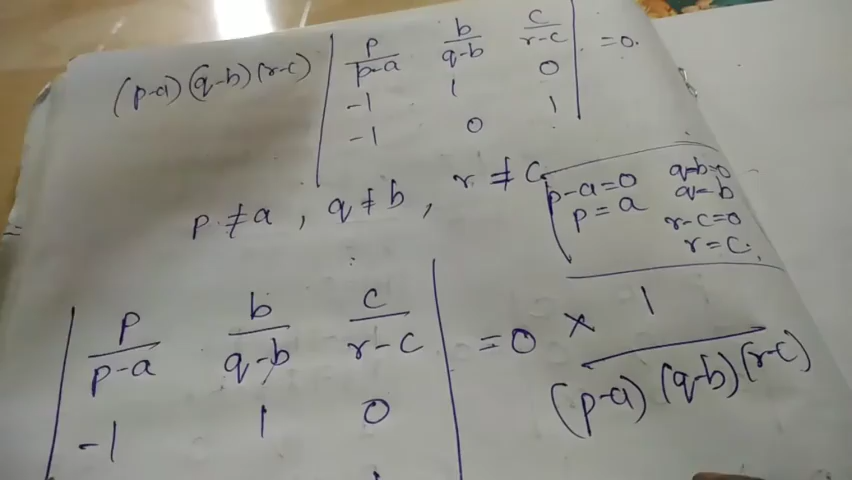 (p-a)(q-b)(r-c) | p/(p-a) b/(q-b) c/(r-c) | = 0.
-1 1 0
-1 0 1
p ≠ a , q ≠ b , r ≠ c
p-a=0 q-b=0
p = a q=b
r-c=0
r=c.
=
| p/(p-a) b/(q-b) c/(r-c) | = 0 × 1/((p-a)(q-b)(r-c))
-1 1 0